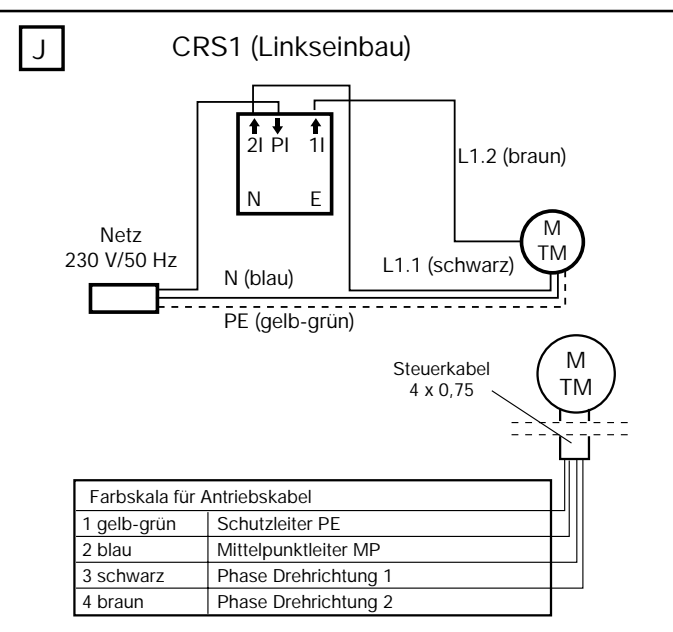 J
CRS1 (Linkseinbau)
2I PI 1I
N E
L1.2 (braun)
M
TM
Netz
230 V/50 Hz
N (blau)
L1.1 (schwarz)
PE (gelb-grün)
Steuerkabel
4 x 0,75
M
TM
Farbskala für Antriebskabel
1 gelb-grün Schutzleiter PE
2 blau Mittelpunktleiter MP
3 schwarz Phase Drehrichtung 1
4 braun Phase Drehrichtung 2